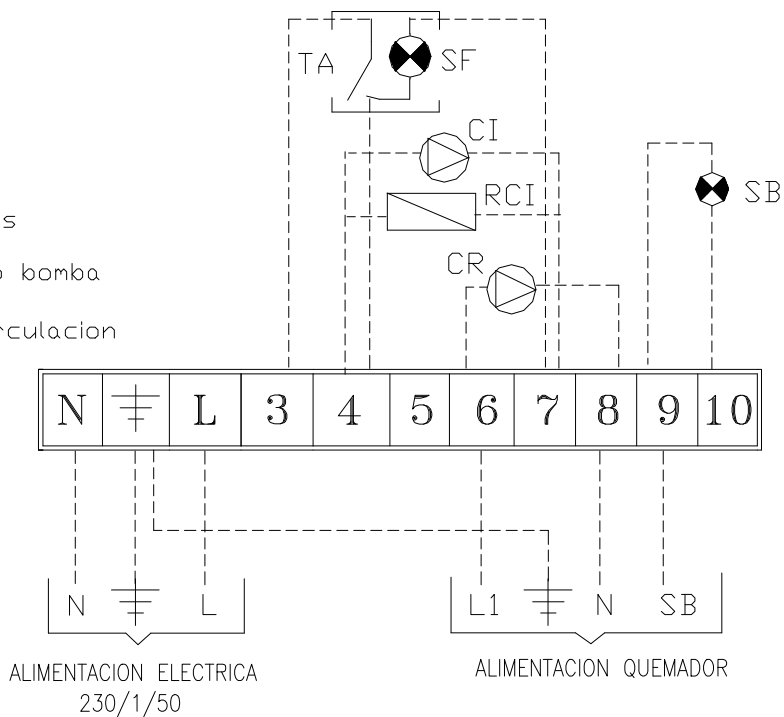 TA
SF
CI
RCI
SB
s
o bomba
CR
rculacion
N L 3 4 5 6 7 8 9 10
N L
L1 N SB
ALIMENTACION ELECTRICA
230/1/50
ALIMENTACION QUEMADOR